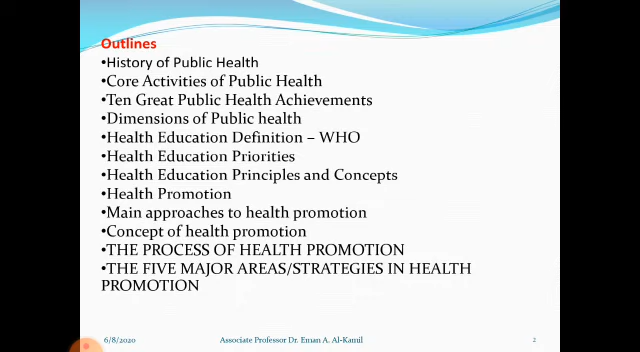 Outlines
•History of Public Health
•Core Activities of Public Health
•Ten Great Public Health Achievements
•Dimensions of Public health
•Health Education Definition – WHO
•Health Education Priorities
•Health Education Principles and Concepts
•Health Promotion
•Main approaches to health promotion
•Concept of health promotion
•THE PROCESS OF HEALTH PROMOTION
•THE FIVE MAJOR AREAS/STRATEGIES IN HEALTH
PROMOTION
6/8/2020 Associate Professor Dr. Eman A. Al-Kamil 2